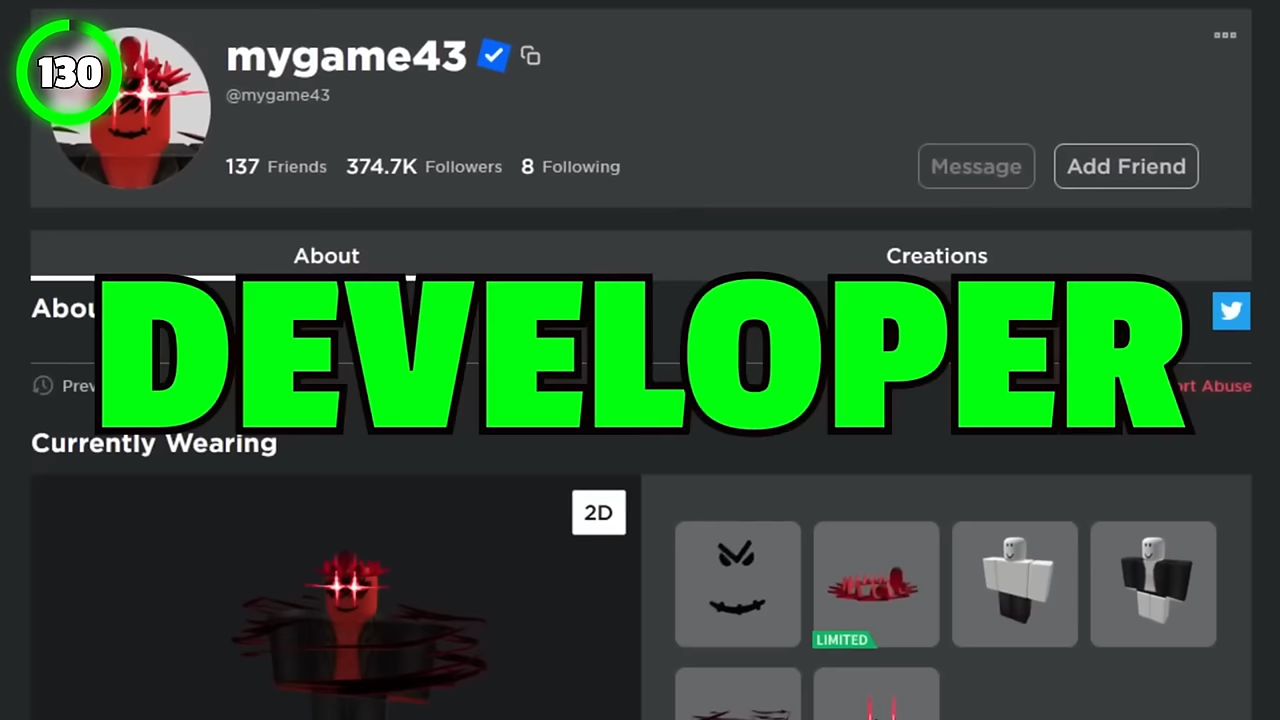 130
mygame43
@mygame43
137 Friends 374.7K Followers 8 Following
Message
Add Friend
About
Creations
DEVELOPER
Currently Wearing
2D
LIMITED
Abuse